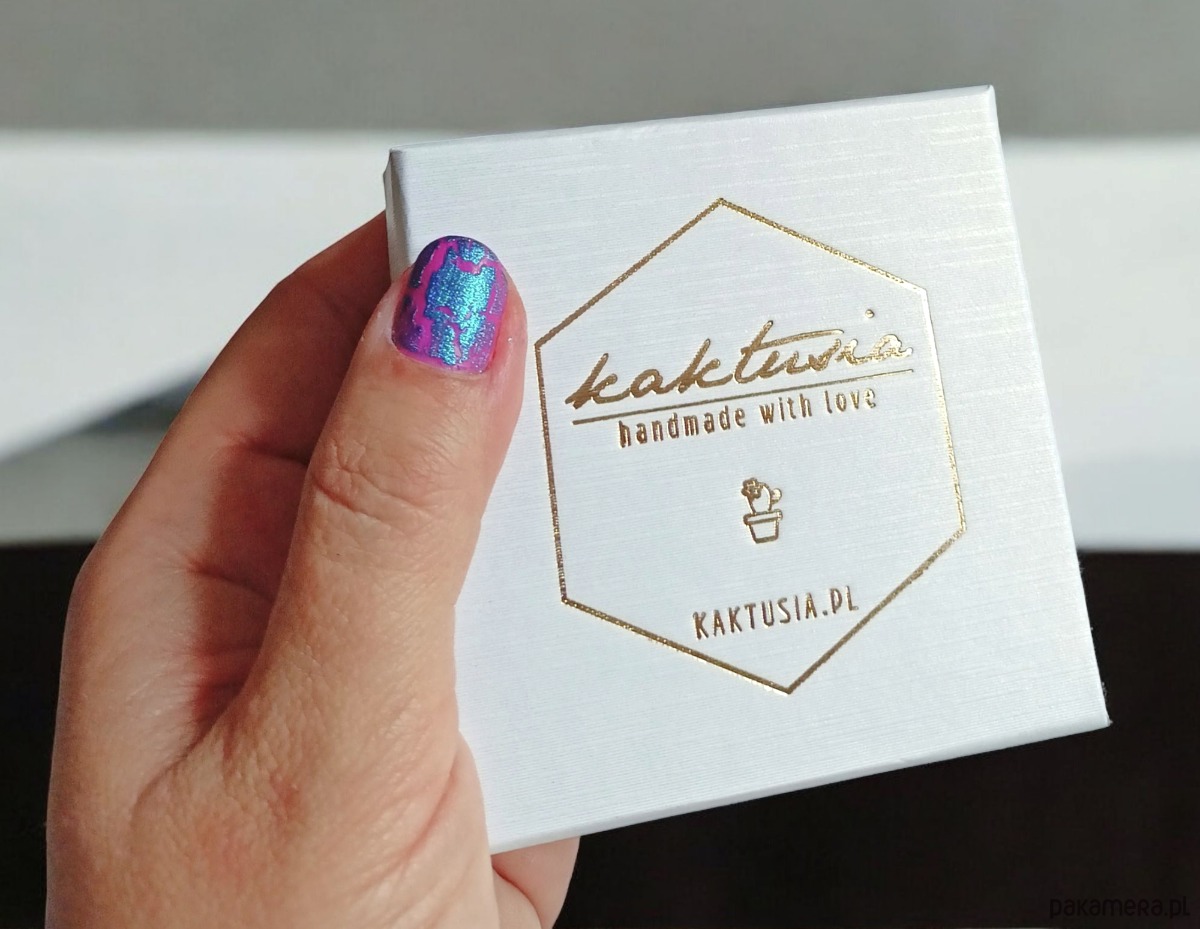 kaktusia
handmade with love
KAKTUSIA.PL
pakamera.pl